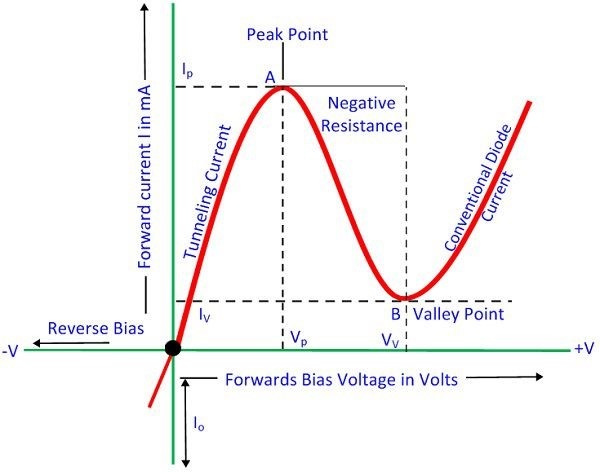 Peak Point
Ip
A
Negative
Resistance
Forward current I in mA
Tunneling Current
Conventional Diode
Current
IV
B
Valley Point
Reverse Bias
-V
Vp
VV
+V
Forwards Bias Voltage in Volts
Io